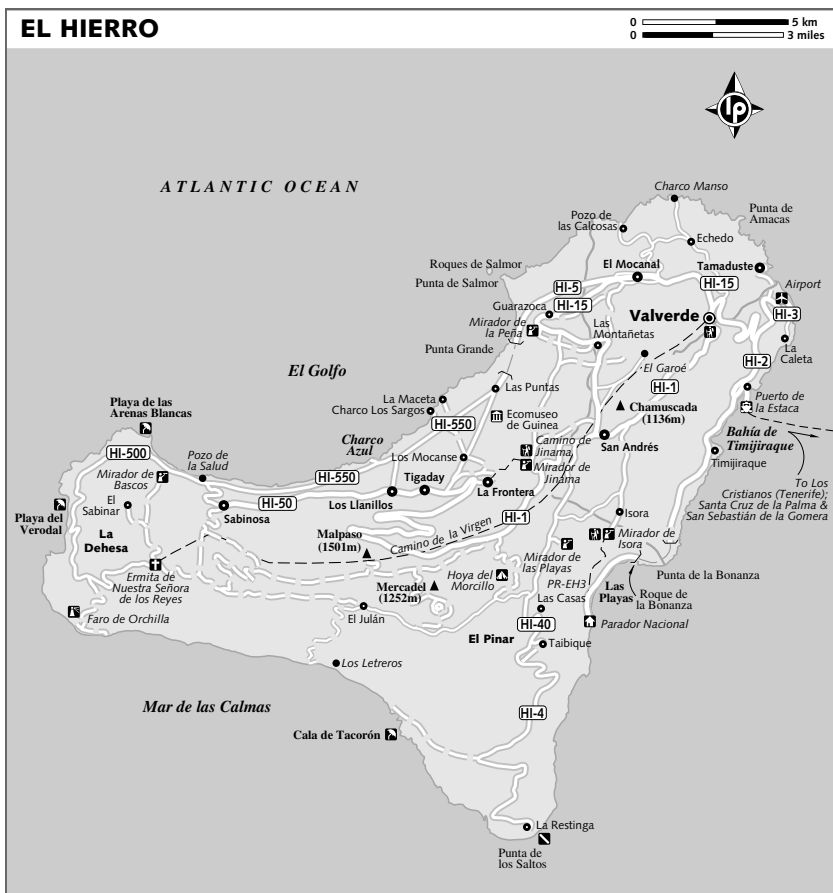 EL HIERRO
0 5 km
0 3 miles
lp
ATLANTIC OCEAN
Charco Manso
Pozo de
las Calcosas
Punta de
Amacas
Echedo
Roques de Salmor
Punta de Salmor
El Mocanal
Tamaduste
HI-5
HI-15
Airport
Guarazoca
HI-15
Valverde
HI-3
Mirador de
la Peña
Las
Montañetas
Punta Grande
El Garoé
La
Caleta
HI-2
El Golfo
HI-1
Las Puntas
Puerto de
la Estaca
Playa de las
Arenas Blancas
La Maceta
Charco Los Sargos
Chamuscada
(1136m)
Ecomuseo
de Guinea
HI-550
Bahía de
Timijiraque
Charco
Azul
Camino de
Jinama
San Andrés
HI-500
Pozo de
la Salud
Los Mocanse
Mirador de
Jinama
Timijiraque
Mirador de
Bascos
HI-550
Tigaday
La Frontera
To Los
Cristianos (Tenerife);
Santa Cruz de la Palma &
San Sebastián de la Gomera
El
Sabinar
HI-50
Los Llanillos
Playa del
Verodal
Sabinosa
HI-1
Isora
La
Dehesa
Malpaso
(1501m)
Camino de la Virgen
Mirador de
Isora
Mirador de
las Playas
Ermita de
Nuestra Señora
de los Reyes
Mercadel
(1252m)
Hoya del
Morcillo
PR-EH3
Las
Playas
Punta de la Bonanza
Roque de
la Bonanza
Las Casas
Faro de Orchilla
El Julán
HI-40
Parador Nacional
El Pinar
Taibique
Los Letreros
Mar de las Calmas
HI-4
Cala de Tacorón
La Restinga
Punta de
los Saltos